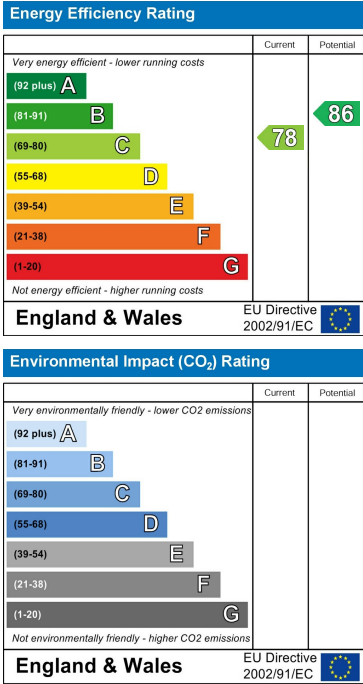 Energy Efficiency Rating
Current Potential
Very energy efficient - lower running costs
(92 plus) A
(81-91) B
(69-80) C
(55-68) D
(39-54) E
(21-38) F
(1-20) G
78
86
Not energy efficient - higher running costs
England & Wales
EU Directive
2002/91/EC
Environmental Impact (CO₂) Rating
Current Potential
Very environmentally friendly - lower CO2 emissions
(92 plus) A
(81-91) B
(69-80) C
(55-68) D
(39-54) E
(21-38) F
(1-20) G
Not environmentally friendly - higher CO2 emissions
England & Wales
EU Directive
2002/91/EC